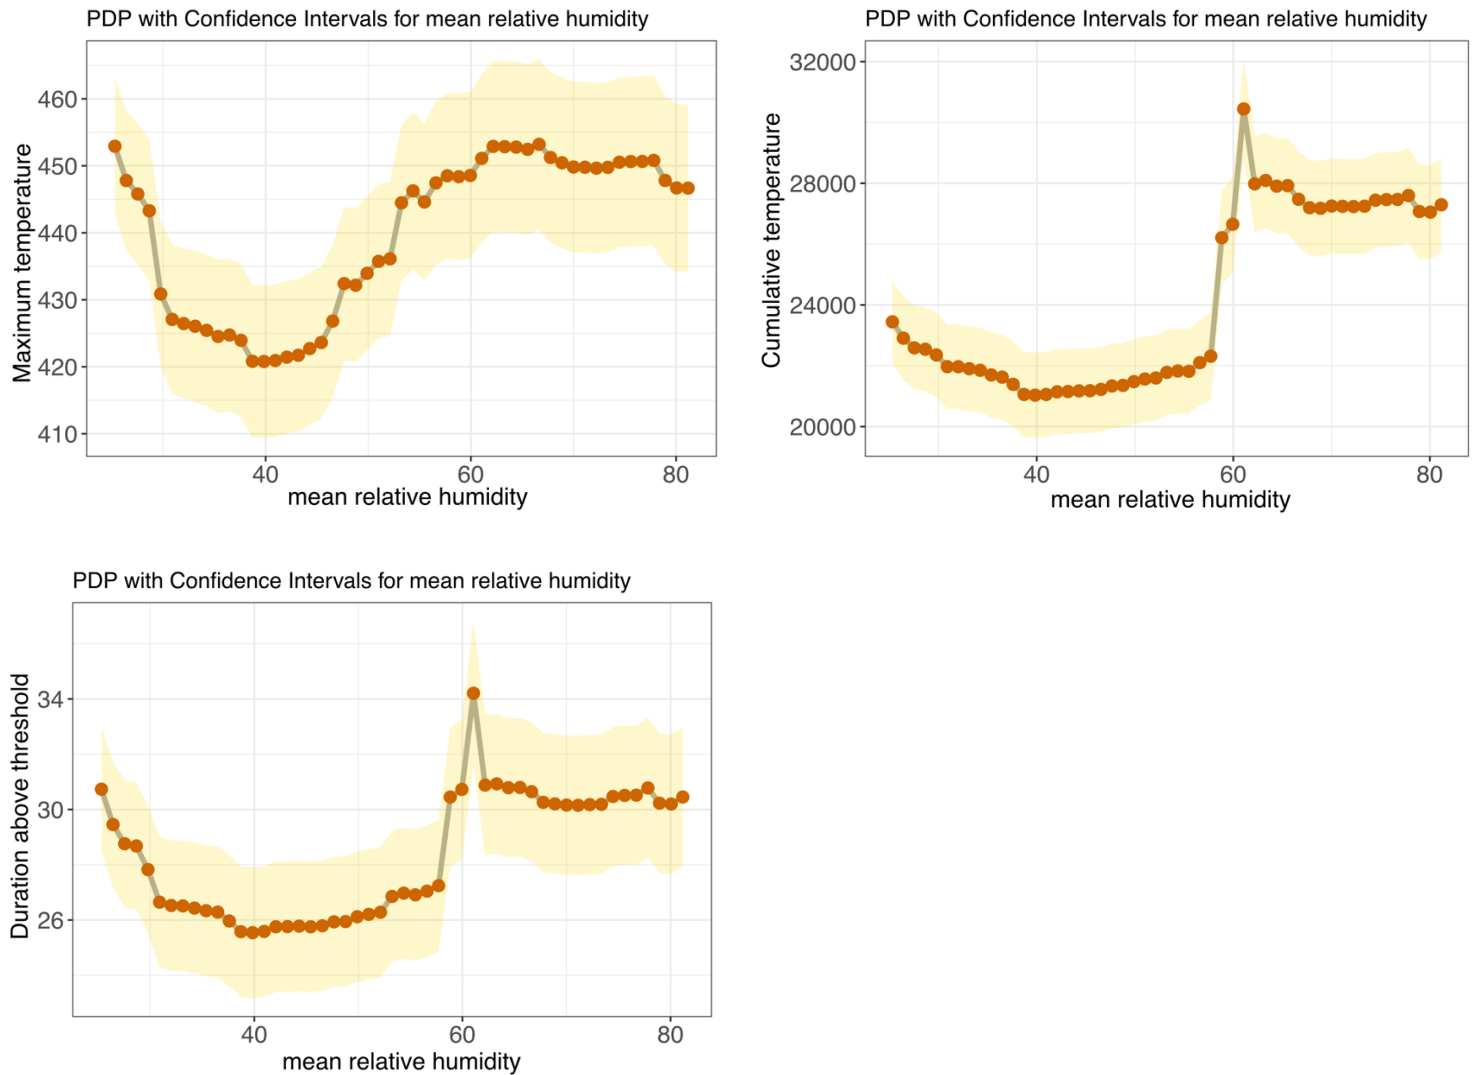 PDP with Confidence Intervals for mean relative humidity
Maximum temperature
460
450
440
430
420
410
40
60
80
mean relative humidity
PDP with Confidence Intervals for mean relative humidity
Cumulative temperature
32000
28000
24000
20000
40
60
80
mean relative humidity
PDP with Confidence Intervals for mean relative humidity
Duration above threshold
34
30
26
40
60
80
mean relative humidity